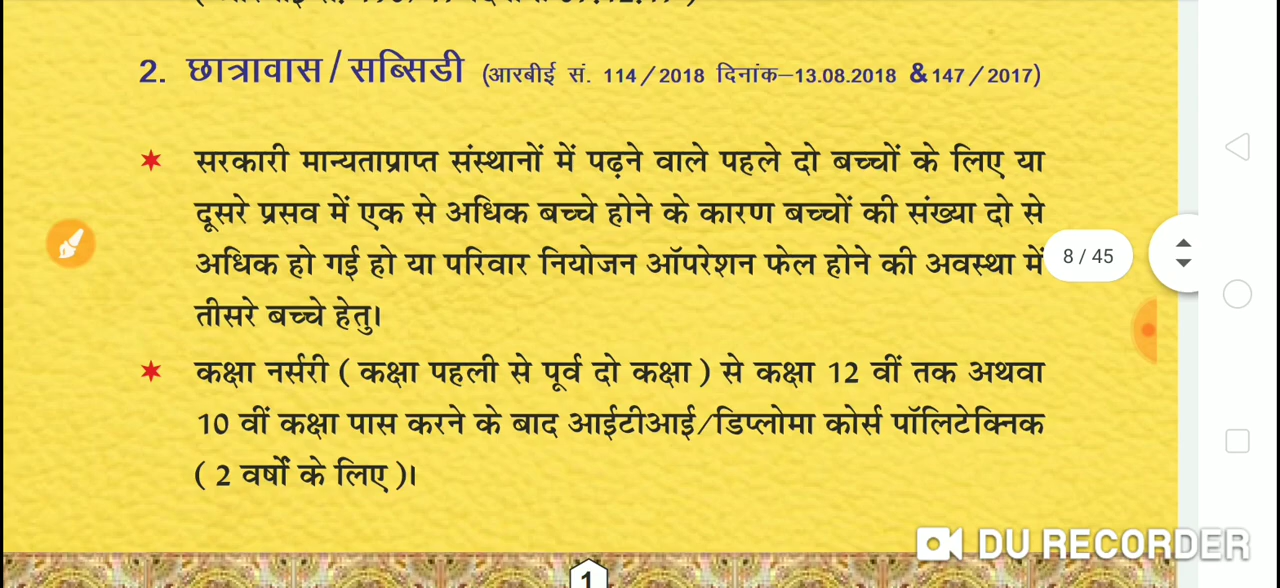 2. छात्रावास / सब्सिडी (आरबीई सं. 114 / 2018 दिनांक–13.08.2018 & 147 / 2017)
★ सरकारी मान्यताप्राप्त संस्थानों में पढ़ने वाले पहले दो बच्चों के लिए या
दूसरे प्रसव में एक से अधिक बच्चे होने के कारण बच्चों की संख्या दो से
अधिक हो गई हो या परिवार नियोजन ऑपरेशन फेल होने की अवस्था में
8 / 45
तीसरे बच्चे हेतु।
★ कक्षा नर्सरी ( कक्षा पहली से पूर्व दो कक्षा ) से कक्षा 12 वीं तक अथवा
10 वीं कक्षा पास करने के बाद आईटीआई/डिप्लोमा कोर्स पॉलिटेक्निक
( 2 वर्षों के लिए )।
DU RECORDER
1